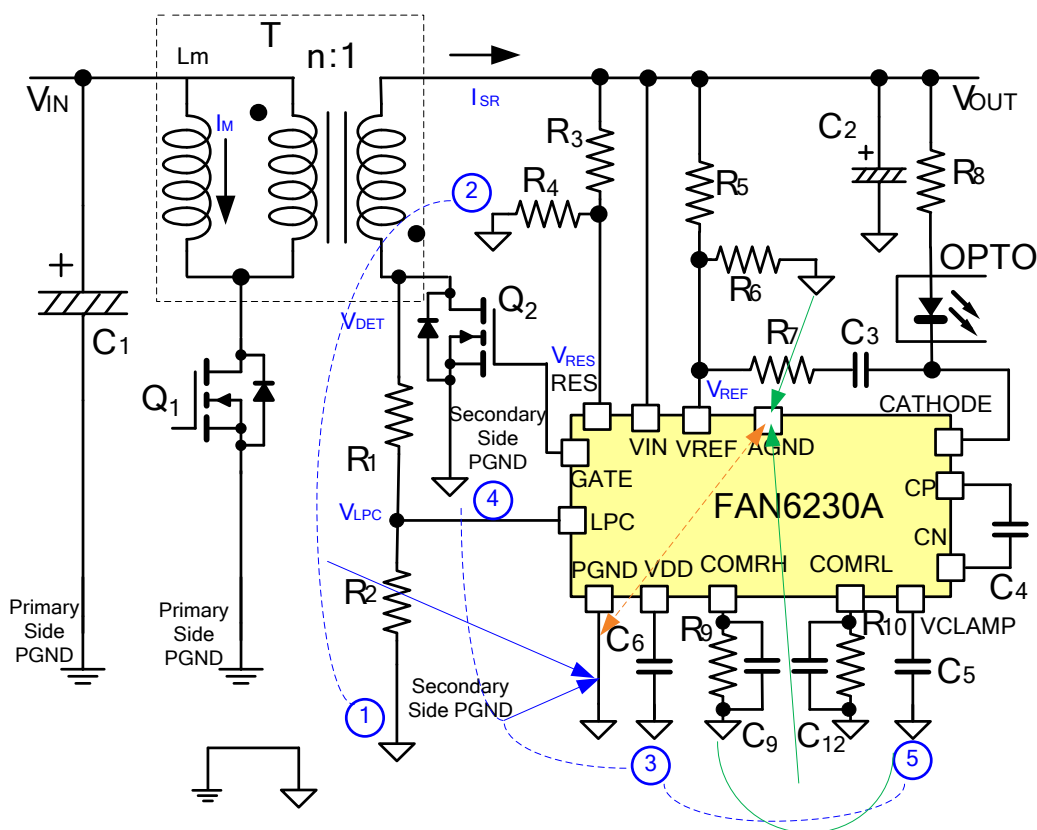 T
Lm
n:1
VIN
IM
ISR
VOUT
C2
+
R3
R4
R5
R8
2
OPTO
R6
+
C1
VDET
Q2
R7
C3
VRES
RES
VREF
Q1
CATHODE
Secondary
Side
PGND
VIN
VREF
AGND
R1
GATE
CP
4
FAN6230A
VLPC
LPC
CN
PGND
VDD
COMRH
COMRL
C4
R2
Primary
Side
PGND
Primary
Side
PGND
C6
R9
R10
VCLAMP
C5
Secondary
Side PGND
1
C9
C12
3
5